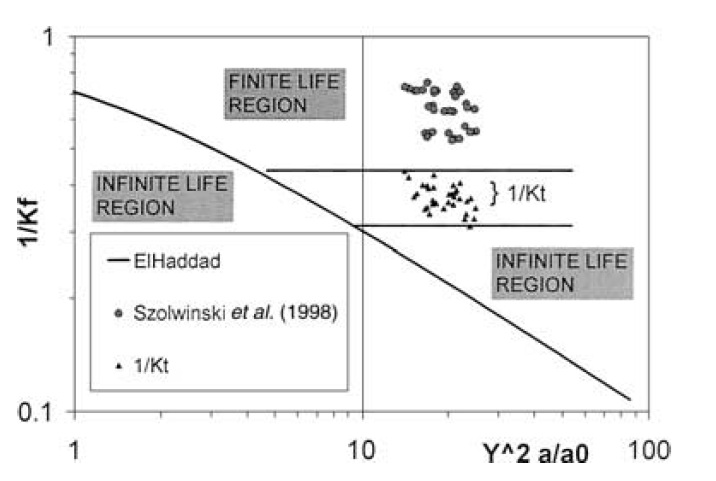 1
FINITE LIFE
REGION
INFINITE LIFE
REGION
} 1/Kt
1/Kf
INFINITE LIFE
REGION
ElHaddad
Szolwinski et al. (1998)
1/Kt
0.1
1
10
Y^2 a/a0
100